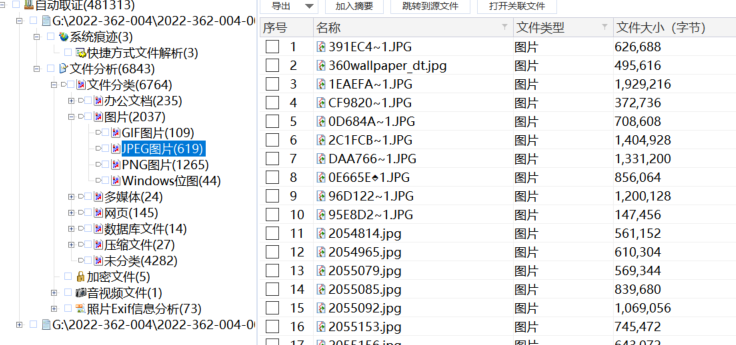 自动取证(481313)
G:\2022-362-004\2022-362-004-0
系统痕迹(3)
快捷方式文件解析(3)
文件分析(6843)
文件分类(6764)
办公文档(235)
图片(2037)
GIF图片(109)
JPEG图片(619)
PNG图片(1265)
Windows位图(44)
多媒体(24)
网页(145)
数据库文件(14)
压缩文件(27)
未分类(4282)
加密文件(5)
音视频文件(1)
照片Exif信息分析(73)
G:\2022-362-004\2022-362-004-0
导出 加入摘要 跳转到源文件 打开关联文件
序号 名称 文件类型 文件大小（字节）
1 391EC4~1.JPG 图片 626,688
2 360wallpaper_dt.jpg 图片 495,616
3 1EAEFA~1.JPG 图片 1,929,216
4 CF9820~1.JPG 图片 372,736
5 0D684A~1.JPG 图片 708,608
6 2C1FCB~1.JPG 图片 1,404,928
7 DAA766~1.JPG 图片 1,331,200
8 0E665E♠1.JPG 图片 856,064
9 96D122~1.JPG 图片 1,200,128
10 95E8D2~1.JPG 图片 147,456
11 2054814.jpg 图片 561,152
12 2054965.jpg 图片 610,304
13 2055079.jpg 图片 569,344
14 2055085.jpg 图片 839,680
15 2055092.jpg 图片 1,069,056
16 2055153.jpg 图片 745,472